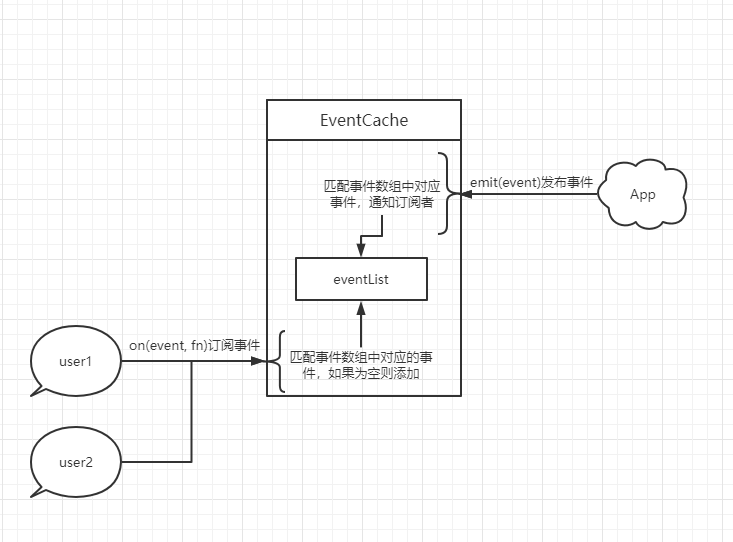 EventCache
匹配事件数组中对应
事件，通知订阅者
emit(event)发布事件
App
eventList
on(event, fn)订阅事件
user1
匹配事件数组中对应的事
件，如果为空则添加
user2